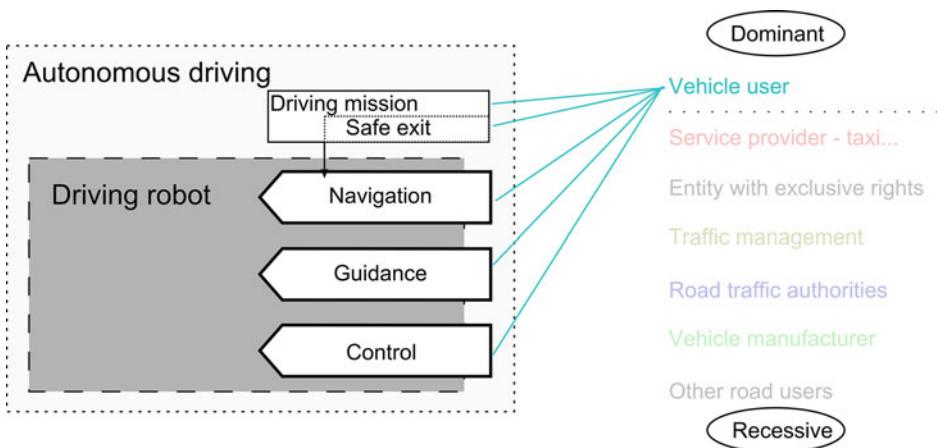 Dominant
Autonomous driving
Vehicle user
Driving mission
Safe exit
Service provider - taxi...
Driving robot
Navigation
Entity with exclusive rights
Traffic management
Guidance
Road traffic authorities
Vehicle manufacturer
Control
Other road users
Recessive